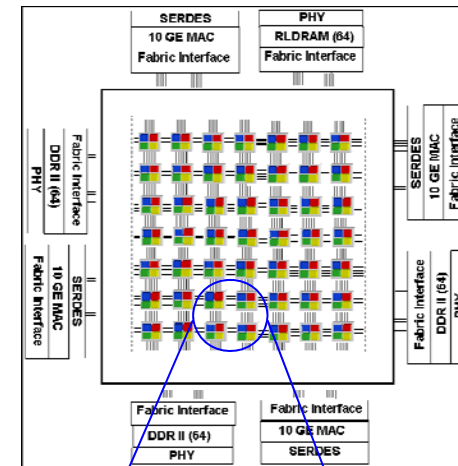 SERDES
10 GE MAC
Fabric Interface
PHY
RLDRAM (64)
Fabric Interface
Fabric Interface
DDR II (64)
PHY
SERDES
10 GE MAC
Fabric Interface
SERDES
10 GE MAC
Fabric Interface
Fabric Interface
DDR II (64)
PHY
Fabric Interface
DDR II (64)
PHY
Fabric Interface
10 GE MAC
SERDES